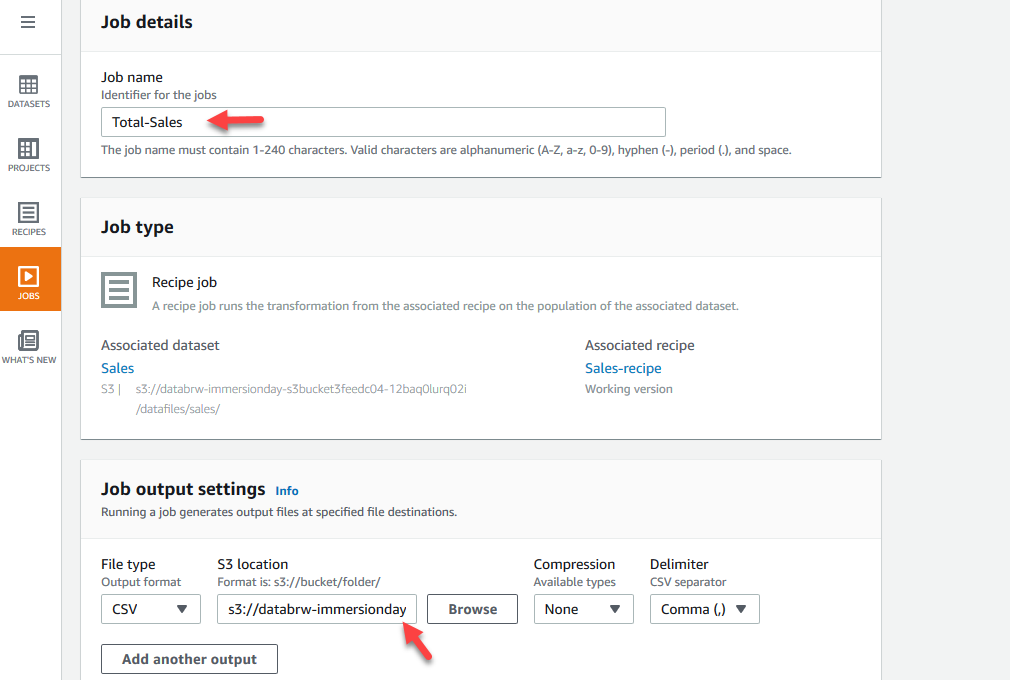 Job details
DATASETS
PROJECTS
RECIPES
JOBS
WHAT'S NEW
Job name
Identifier for the jobs
Total-Sales
The job name must contain 1-240 characters. Valid characters are alphanumeric (A-Z, a-z, 0-9), hyphen (-), period (.), and space.
Job type
Recipe job
A recipe job runs the transformation from the associated recipe on the population of the associated dataset.
Associated dataset
Sales
S3 | s3://databrw-immersionday-s3bucket3feedc04-12baq0lurq02i
/datafiles/sales/
Associated recipe
Sales-recipe
Working version
Job output settings Info
Running a job generates output files at specified file destinations.
File type
Output format
CSV
S3 location
Format is: s3://bucket/folder/
s3://databrw-immersionday
Browse
Compression
Available types
None
Delimiter
CSV separator
Comma (,)
Add another output